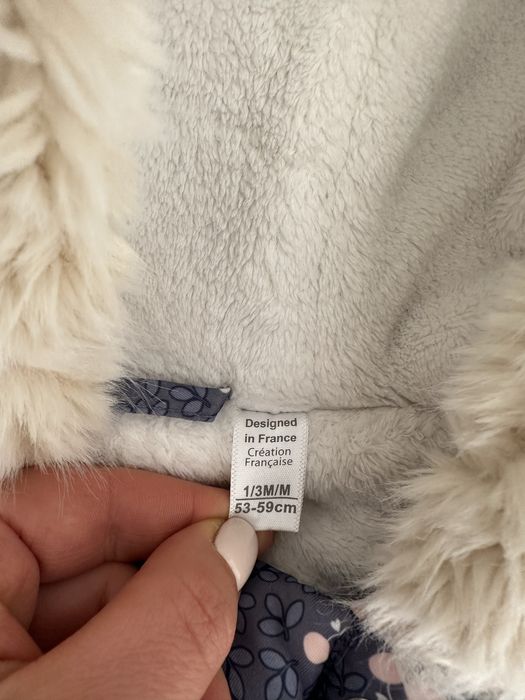 Designed
in France
Création
Française
1/3M/M
53-59cm